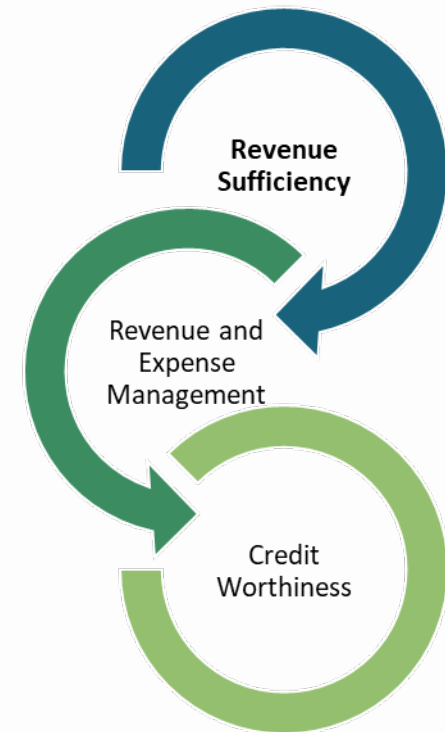 Revenue
Sufficiency
Revenue and
Expense
Management
Credit
Worthiness